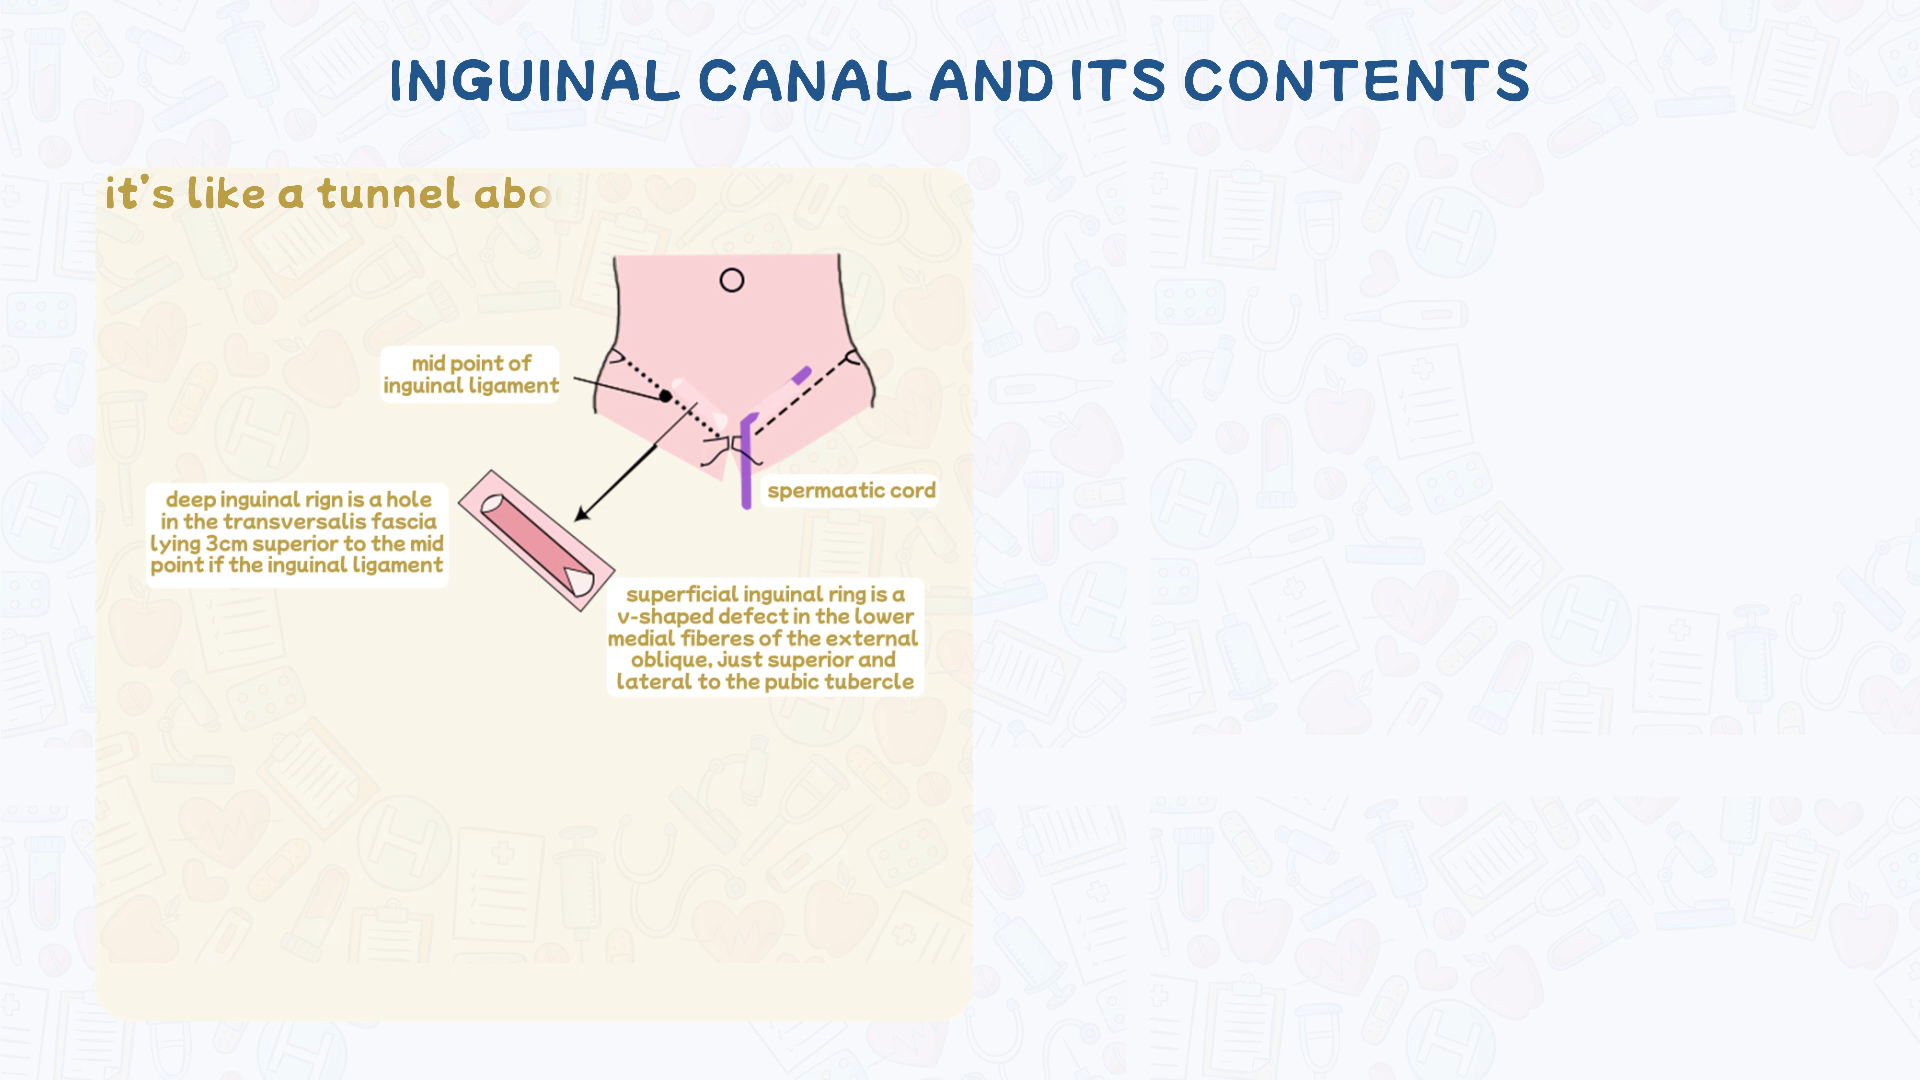 INGUINAL CANAL AND ITS CONTENTS
it's like a tunnel
mid point of
inguinal ligament
deep inguinal rign is a hole
in the transversalis fascia
lying 3cm superior to the mid
point if the inguinal ligament
spermaatic cord
superficial inguinal ring is a
v-shaped defect in the lower
medial fiberes of the external
oblique, just superior and
lateral to the pubic tubercle